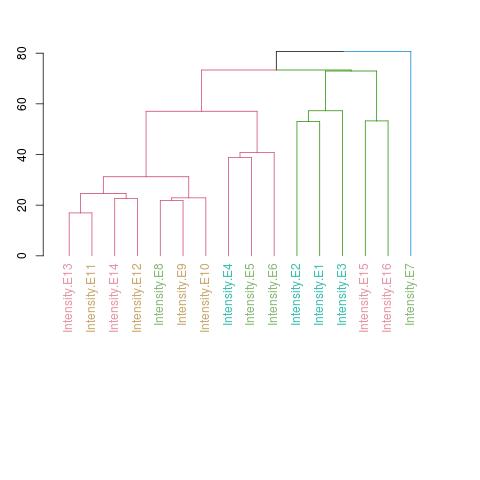 80
60
40
20
0
Intensity.E13
Intensity.E11
Intensity.E14
Intensity.E12
Intensity.E8
Intensity.E9
Intensity.E10
Intensity.E4
Intensity.E5
Intensity.E6
Intensity.E2
Intensity.E1
Intensity.E3
Intensity.E15
Intensity.E16
Intensity.E7